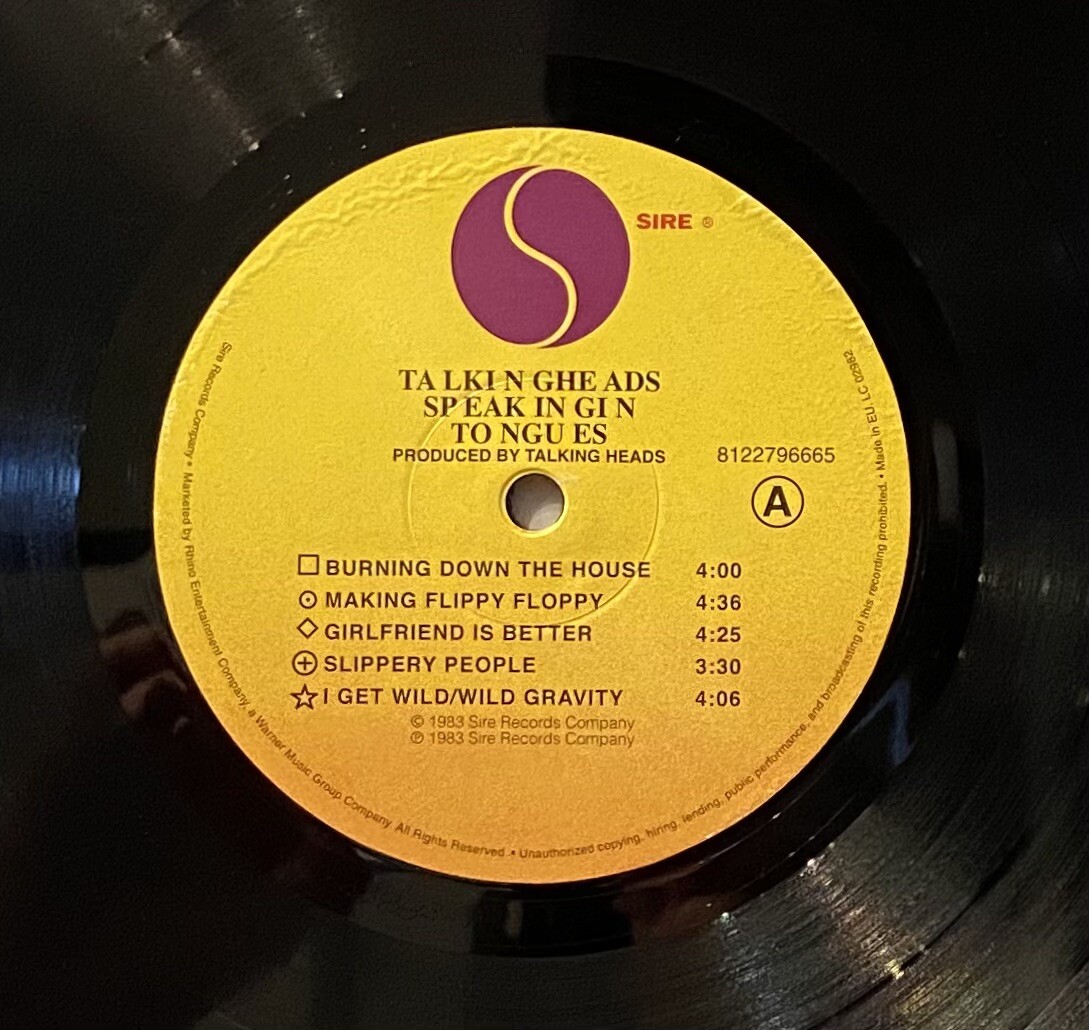 SIRE ®
TA LKI N GHE ADS
SP EAK IN GI N
TO NGU ES
PRODUCED BY TALKING HEADS
8122796665
A
BURNING DOWN THE HOUSE 4:00
MAKING FLIPPY FLOPPY 4:36
GIRLFRIEND IS BETTER 4:25
SLIPPERY PEOPLE 3:30
I GET WILD/WILD GRAVITY 4:06
© 1983 Sire Records Company
℗ 1983 Sire Records Company
Sire Records Company • Marketed by Rhino Entertainment Company, a Warner Music Group Company. All Rights Reserved. • Unauthorized copying, hiring, lending, public performance, and broadcasting of this recording prohibited. • Made in EU. LC 02982